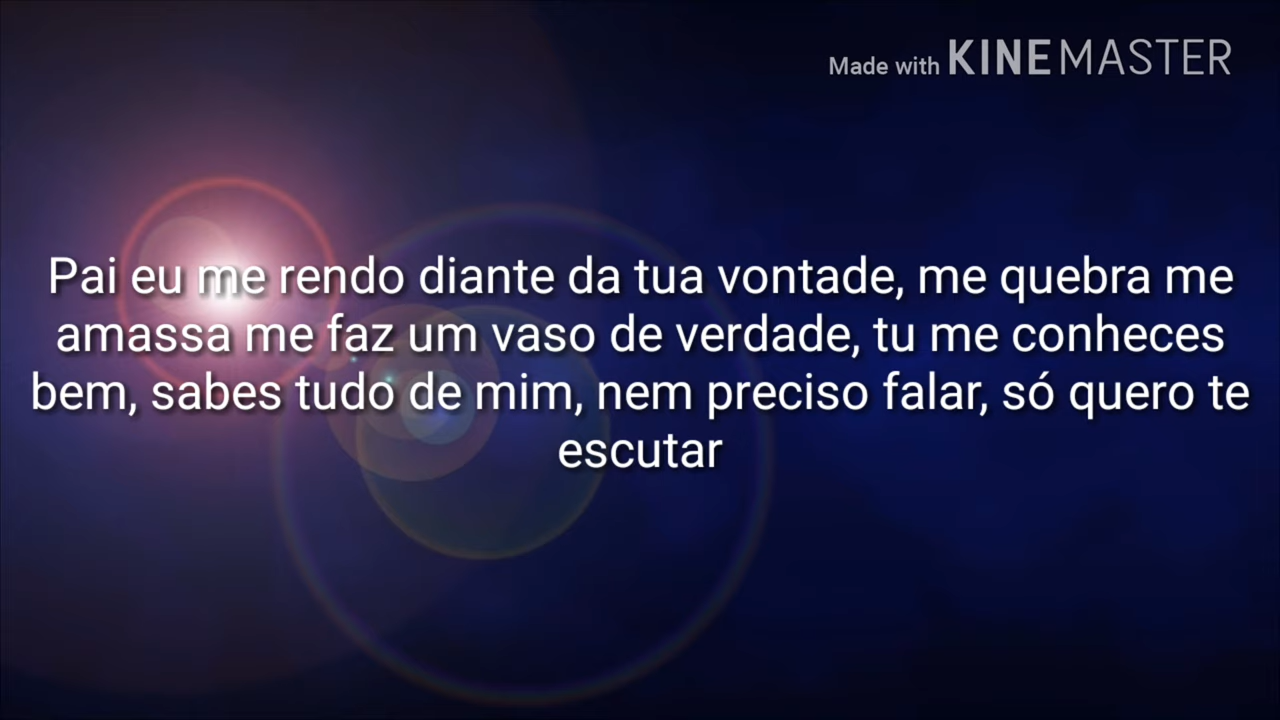 Made with KINEMASTER
Pai eu me rendo diante da tua vontade, me quebra me
amassa me faz um vaso de verdade, tu me conheces
bem, sabes tudo de mim, nem preciso falar, só quero te
escutar